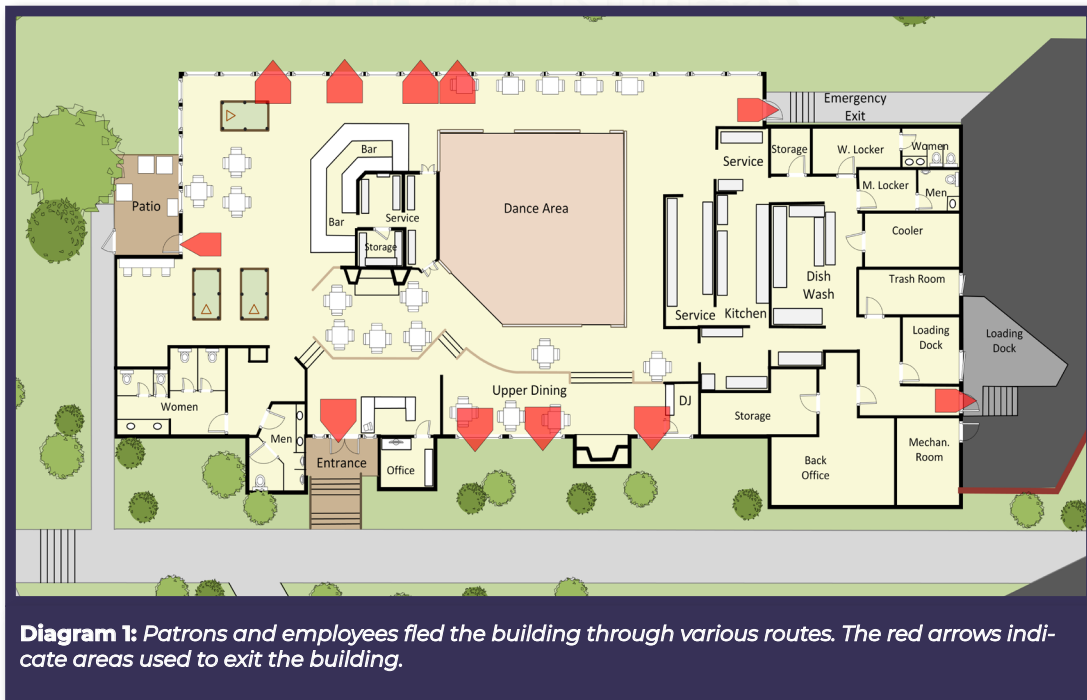 Emergency
Exit
Bar
Storage
W. Locker
Women
Service
M. Locker
Men
Patio
Bar
Service
Dance Area
Cooler
Storage
Dish
Wash
Trash Room
Service
Kitchen
Loading
Dock
Loading
Dock
Upper Dining
DJ
Women
Storage
Men
Entrance
Office
Back
Office
Mechan.
Room
Diagram 1: Patrons and employees fled the building through various routes. The red arrows indi-
cate areas used to exit the building.